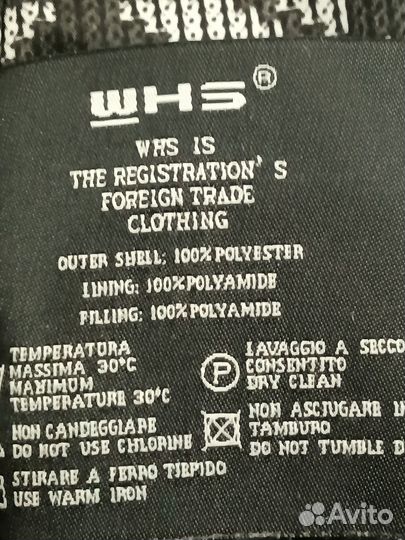 WHS®
WHS IS
THE REGISTRATION'S
FOREIGN TRADE
CLOTHING
OUTER SHELL: 100%POLYESTER
LINING: 100%POLYAMIDE
FILLING: 100%POLYAMIDE
TEMPERATURA
MASSIMA 30°C
MAXIMUM
TEMPERATURE 30°C
P
LAVAGGIO A SECCO
CONSENTITO
DRY CLEAN
NON CANDEGGIARE
DO NOT USE CHLORINE
NON ASCIUGARE IN
TAMBURO
DO NOT TUMBLE D
STIRARE A FERRO TIEPIDO
USE WARM IRON
Avito